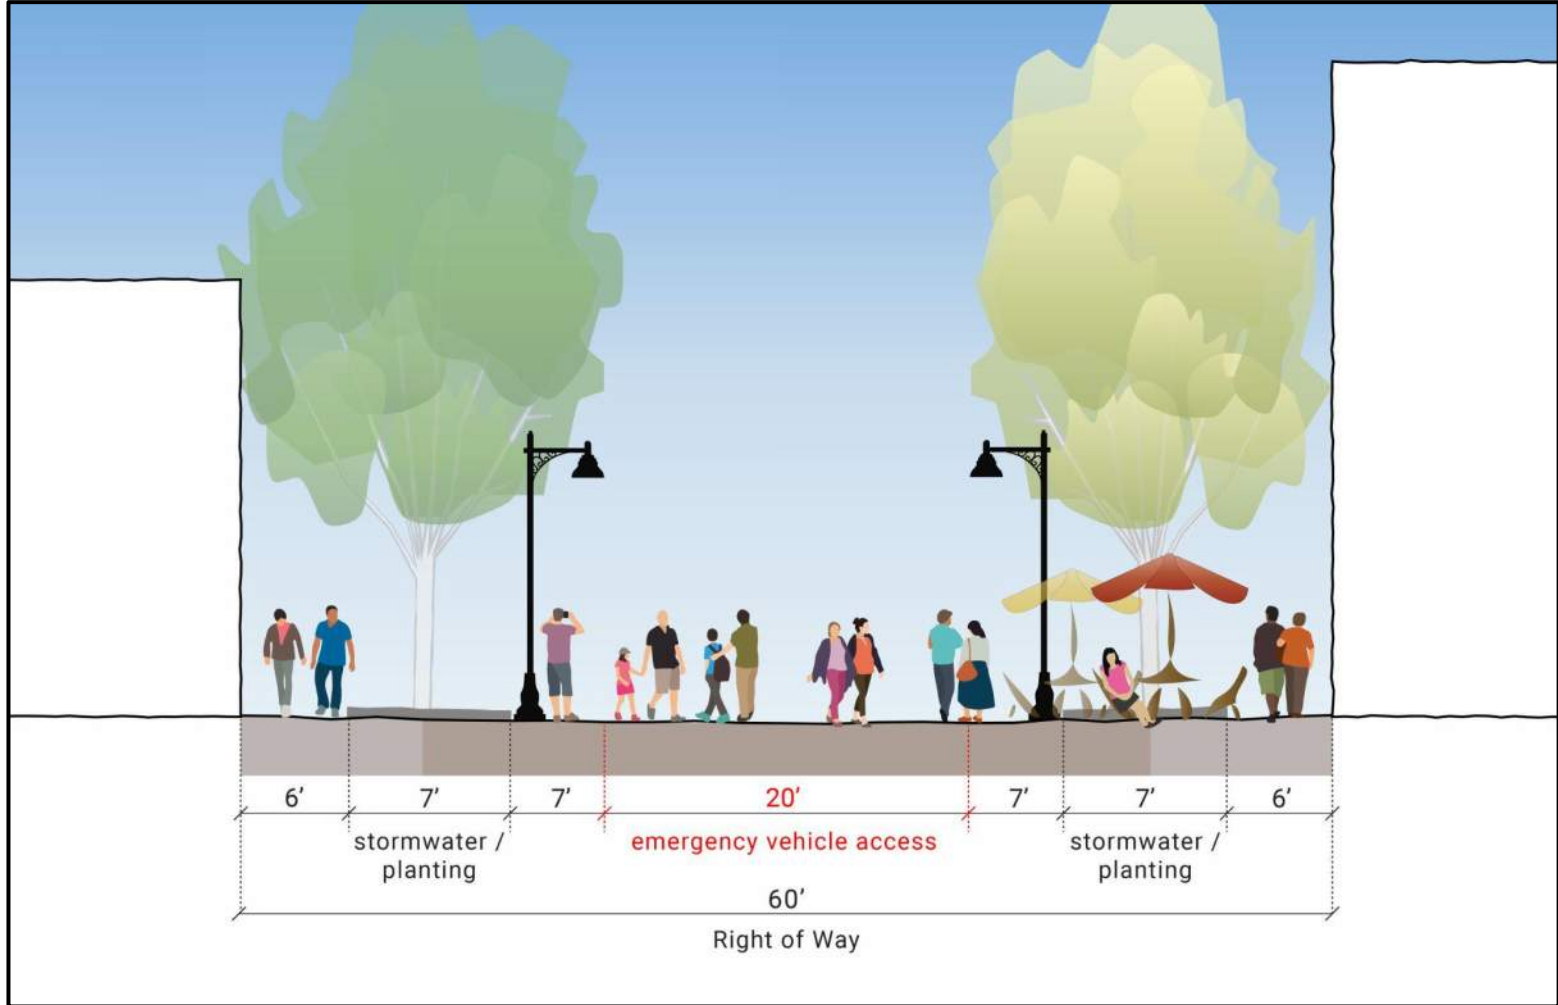 6’ 7’ 7’ 20’ 7’ 7’ 6’
stormwater / emergency vehicle access stormwater /
planting planting
60’
Right of Way